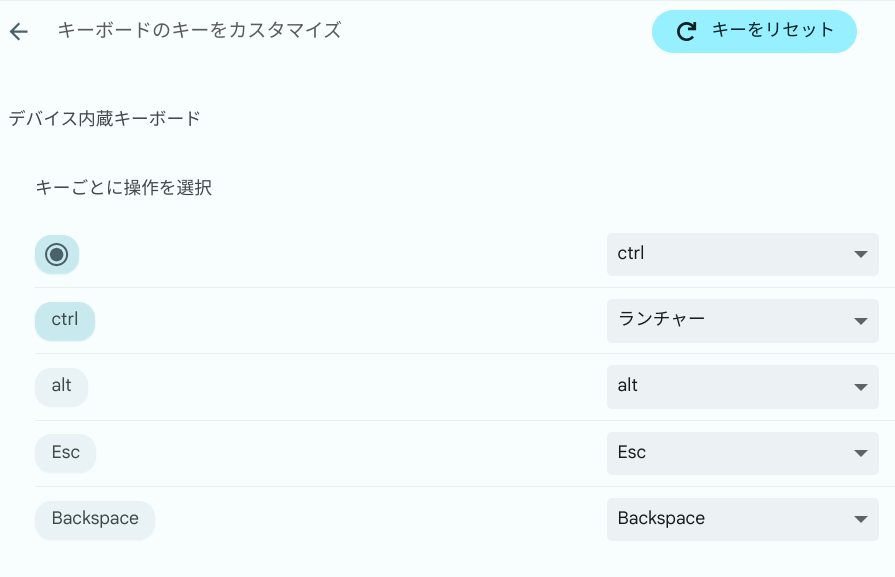 キーボードのキーをカスタマイズ
キーをリセット
デバイス内蔵キーボード
キーごとに操作を選択
ctrl
ctrl ランチャー
alt alt
Esc Esc
Backspace Backspace